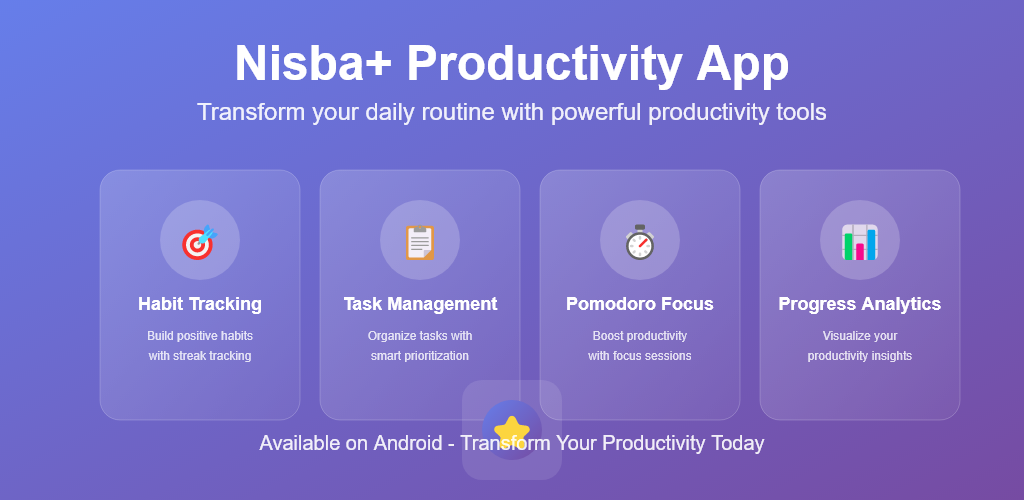 Nisba+ Productivity App
Transform your daily routine with powerful productivity tools
Habit Tracking
Build positive habits
with streak tracking
Task Management
Organize tasks with
smart prioritization
Pomodoro Focus
Boost productivity
with focus sessions
Progress Analytics
Visualize your
productivity insights
Available on Android - Transform Your Productivity Today